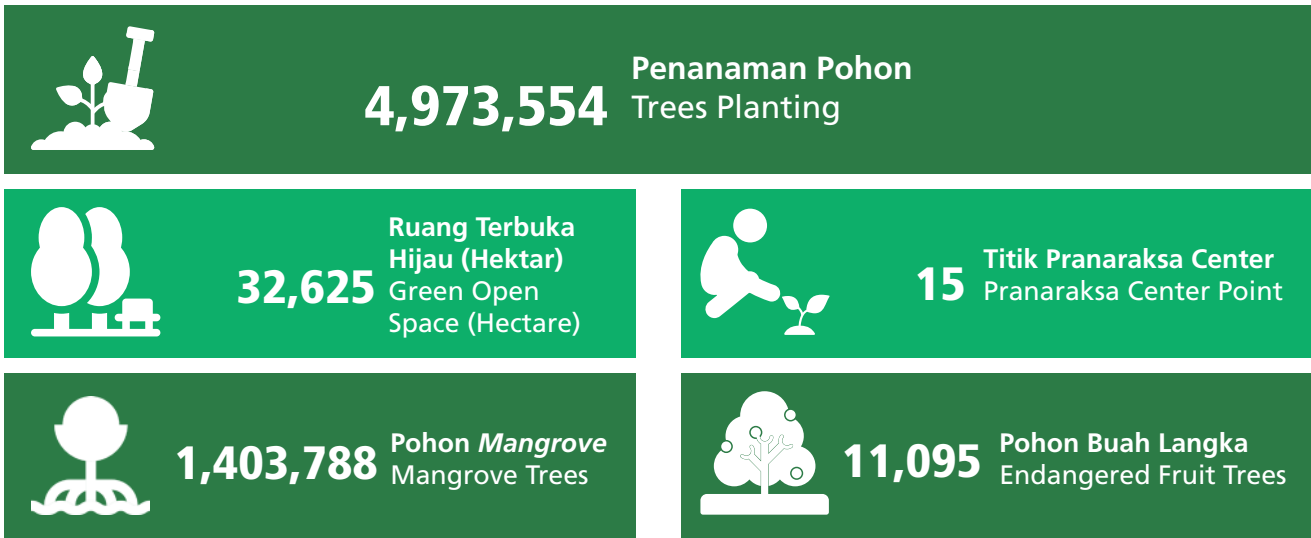 4,973,554
Penanaman Pohon
Trees Planting
32,625
Ruang Terbuka
Hijau (Hektar)
Green Open
Space (Hectare)
15
Titik Pranaraksa Center
Pranaraksa Center Point
1,403,788
Pohon Mangrove
Mangrove Trees
11,095
Pohon Buah Langka
Endangered Fruit Trees